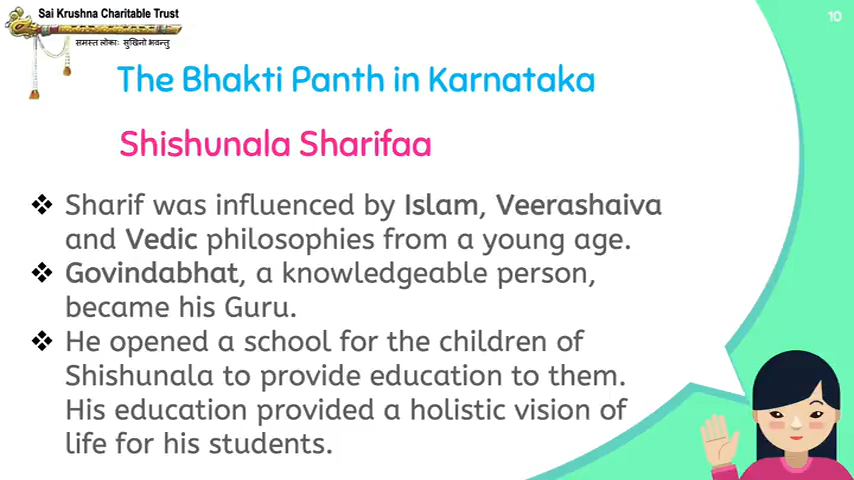 Sai Krushna Charitable Trust
10
समस्त लोकाः सुखिनो भवन्तु
The Bhakti Panth in Karnataka
Shishunala Sharifaa
❖ Sharif was influenced by Islam, Veerashaiva
and Vedic philosophies from a young age.
❖ Govindabhat, a knowledgeable person,
became his Guru.
❖ He opened a school for the children of
Shishunala to provide education to them.
His education provided a holistic vision of
life for his students.